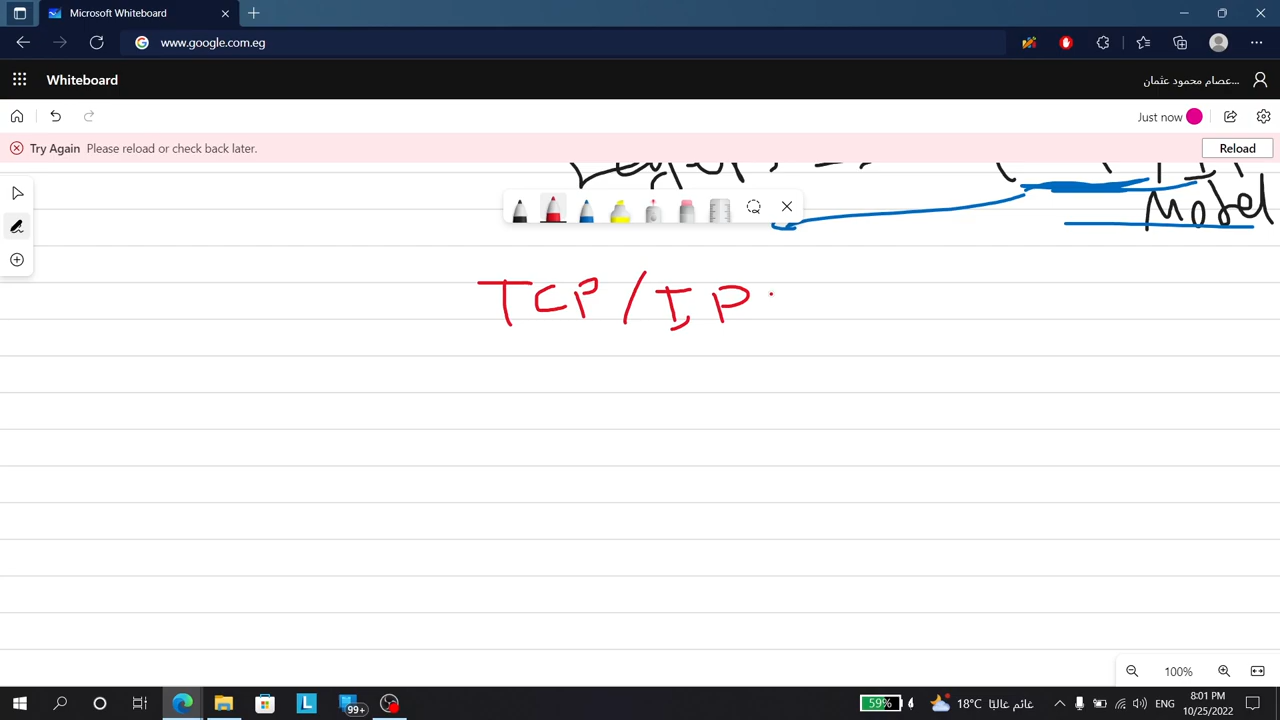 Microsoft Whiteboard
www.google.com.eg
Whiteboard
عصام محمود عثمان...
Just now
Try Again Please reload or check back later.
Reload
Model
TCP/IP
100%
99+
59%
18°C غائم غالبًا
ENG
8:01 PM
10/25/2022